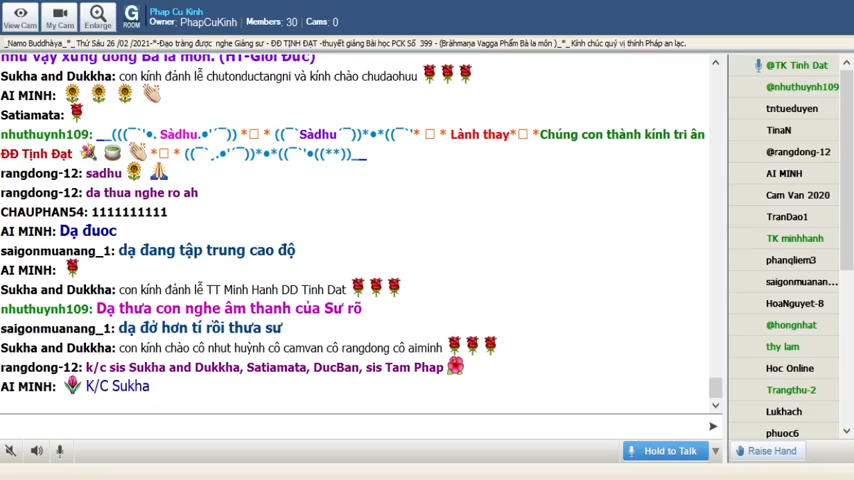 Phap Cu Kinh
Owner: PhapCuKinh | Members: 30 | Cams: 0
View Cam
My Cam
Enlarge
G
ROOM
_Namo Buddhàya_*_ Thứ Sáu 26 /02 /2021-*-Đạo tràng được nghe Giảng sư - ĐĐ TỊNH ĐẠT -thuyết giảng Bài học PCK Số 399 - (Brāhmaṇa Vagga Phẩm Bà la môn )_*_ Kính chúc quý vị thính Pháp an lạc.
như vậy xứng dòng Bà la môn. (HT-Giới Đức)
Sukha and Dukkha: con kính đảnh lễ chutonductangni và kính chào chudaohuu
AI MINH:
Satiamata:
nhuthuynh109: _ _(((¯`'•. Sàdhu.•'´¯)) *□ * ((¯`Sàdhu´¯))*•*((¯`'* □ * Lành thay*□ *Chúng con thành kính tri ân
ĐĐ Tịnh Đạt *□ * ((¯`¸.•'´¯))*•*((¯`'•((**))_ _
rangdong-12: sadhu
rangdong-12: da thua nghe ro ah
CHAUPHAN54: 1111111111
AI MINH: Dạ đuoc
saigonmuanang_1: dạ đang tập trung cao độ
AI MINH:
Sukha and Dukkha: con kính đảnh lễ TT Minh Hanh DD Tinh Dat
nhuthuynh109: Dạ thưa con nghe âm thanh của Sư rõ
saigonmuanang_1: dạ đở hơn tí rồi thưa sư
Sukha and Dukkha: con kính chào cô nhut huỳnh cô camvan cô rangdong cô aiminh
rangdong-12: k/c sis Sukha and Dukkha, Satiamata, DucBan, sis Tam Phap
AI MINH: K/C Sukha
@TK Tinh Dat
@nhuthuynh109
tntueduyen
TinaN
@rangdong-12
AI MINH
Cam Van 2020
TranDao1
TK minhhanh
phanqliem3
saigonmuanan...
HoaNguyet-8
@hongnhat
thy lam
Hoc Online
Trangthu-2
Lukhach
phuoc6
Hold to Talk
Raise Hand